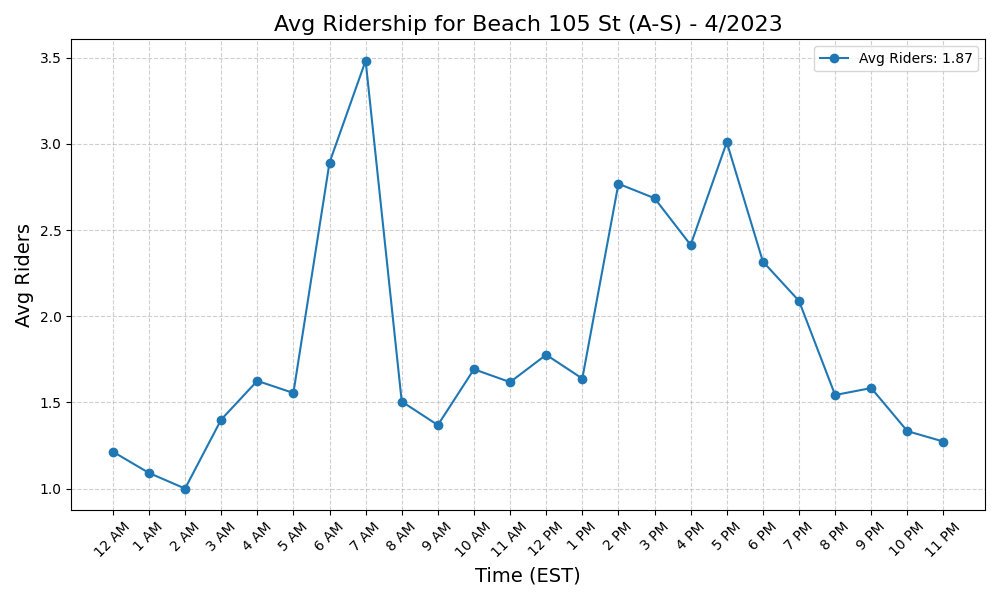 Avg Ridership for Beach 105 St (A-S) - 4/2023
Avg Riders: 1.87
Avg Riders
3.5
3.0
2.5
2.0
1.5
1.0
12 AM
1 AM
2 AM
3 AM
4 AM
5 AM
6 AM
7 AM
8 AM
9 AM
10 AM
11 AM
12 PM
1 PM
2 PM
3 PM
4 PM
5 PM
6 PM
7 PM
8 PM
9 PM
10 PM
11 PM
Time (EST)